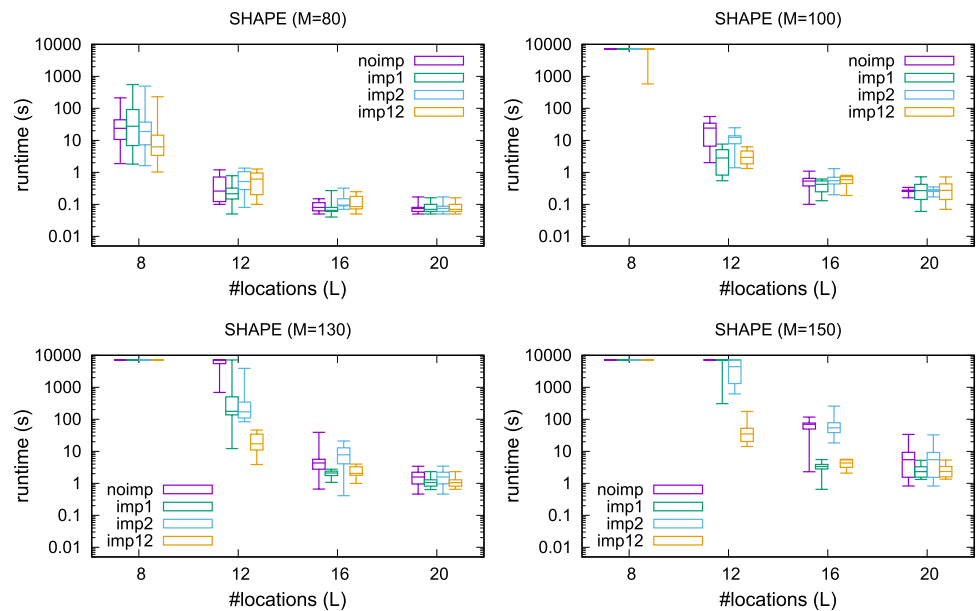 SHAPE (M=80)
10000
1000
100
10
1
0.1
0.01
runtime (s)
noimp
imp1
imp2
imp12
8
12
16
20
#locations (L)
SHAPE (M=100)
10000
1000
100
10
1
0.1
0.01
runtime (s)
noimp
imp1
imp2
imp12
8
12
16
20
#locations (L)
SHAPE (M=130)
10000
1000
100
10
1
0.1
0.01
runtime (s)
noimp
imp1
imp2
imp12
8
12
16
20
#locations (L)
SHAPE (M=150)
10000
1000
100
10
1
0.1
0.01
runtime (s)
noimp
imp1
imp2
imp12
8
12
16
20
#locations (L)